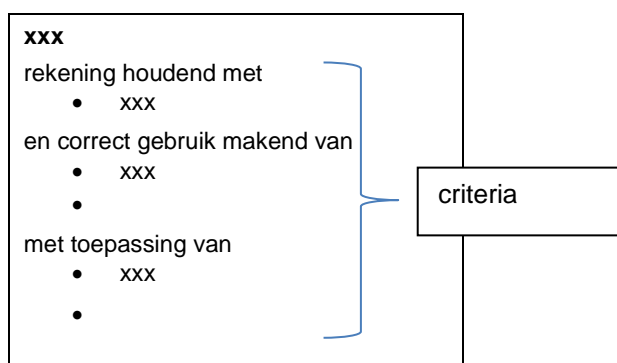 xxx
rekening houdend met
• xxx
en correct gebruik makend van
• xxx
•
met toepassing van
• xxx
•
criteria